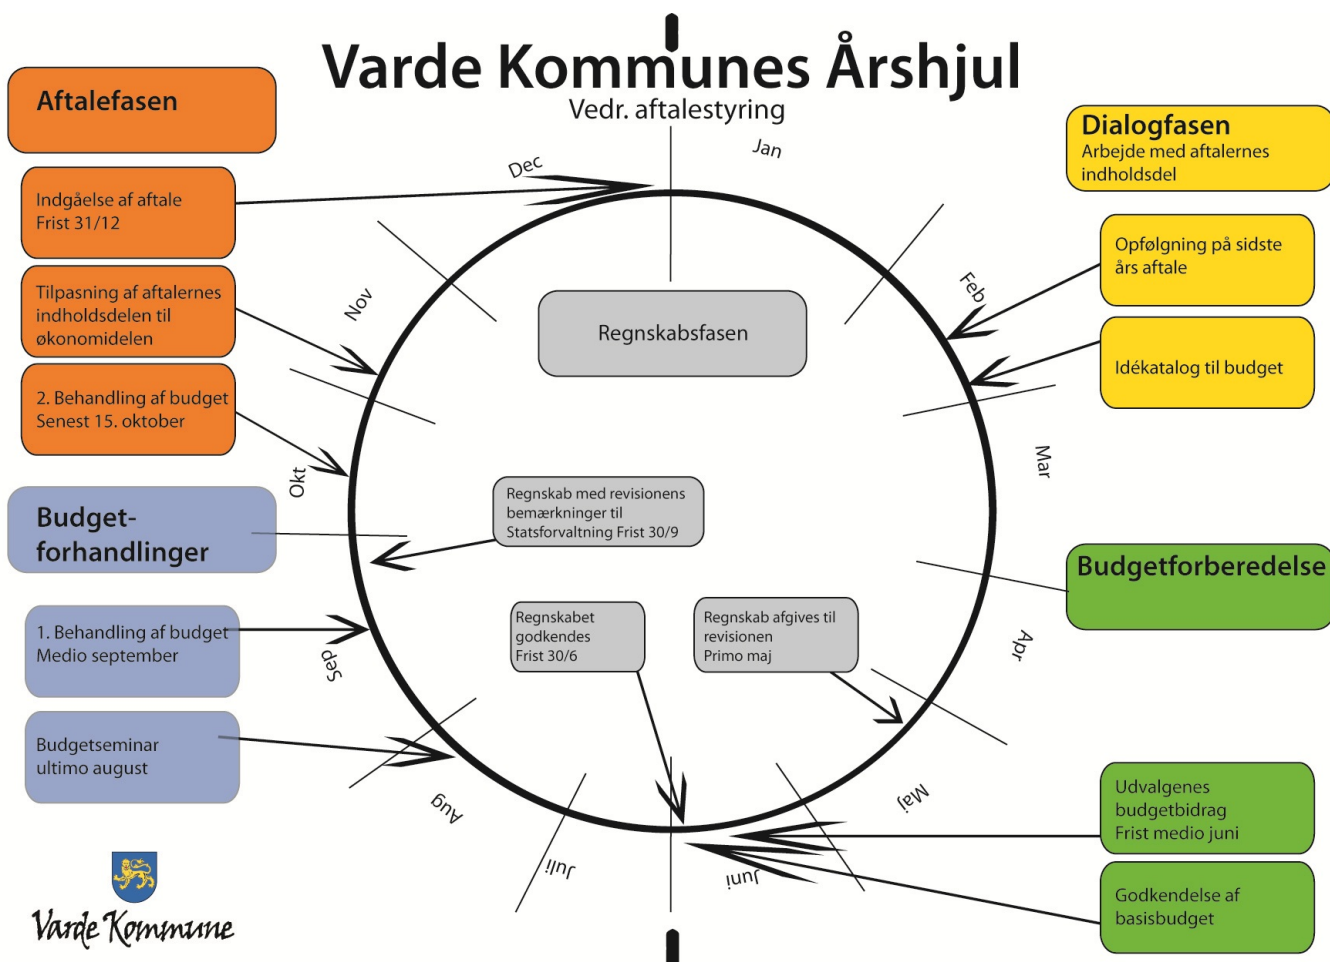 Varde Kommunes Årshjul
Vedr. aftalestyring
Aftalefasen
Indgåelse af aftale
Frist 31/12
Tilpasning af aftalernes
indholdsdelen til
økonomidelen
2. Behandling af budget
Senest 15. oktober
Budget-
forhandlinger
1. Behandling af budget
Medio september
Budgetseminar
ultimo august
Dialogfasen
Arbejde med aftalernes
indholdsdel
Opfølgning på sidste
års aftale
Idékatalog til budget
Budgetforberedelse
Udvalgenes
budgetbidrag
Frist medio juni
Godkendelse af
basisbudget
Regnskabsfasen
Regnskab med revisionens
bemærkninger til
Statsforvaltning Frist 30/9
Regnskabet
godkendes
Frist 30/6
Regnskab afgives til
revisionen
Primo maj
Jan
Feb
Mar
Apr
Maj
Juni
Juli
Aug
Sep
Okt
Nov
Dec
Varde Kommune